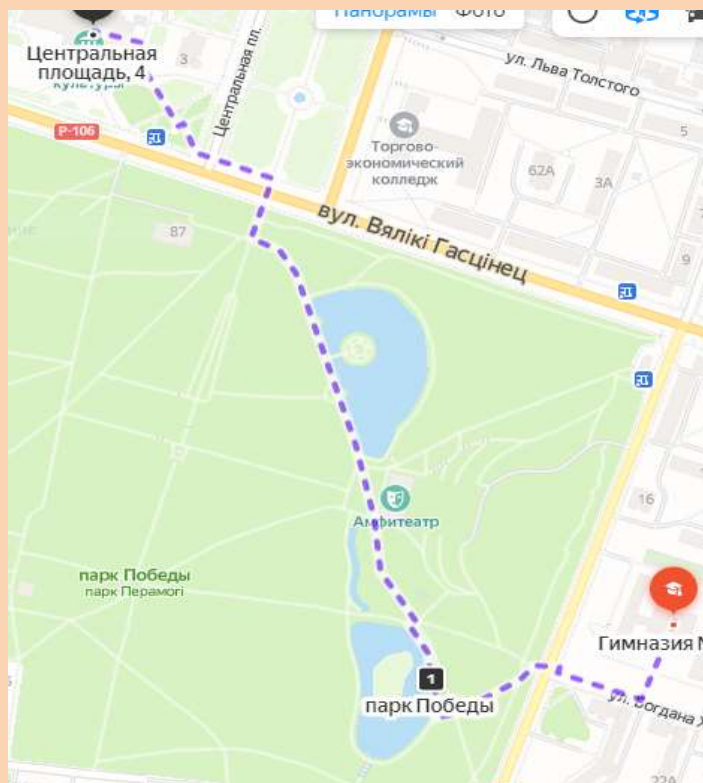 Панорамы Фото
Центральная
площадь, 4
культуры
3
Центральная пл.
ул. Льва Толстого
Р-106
5
Торгово-
экономический
колледж
62А
3А
вул. Вялікі Гасцінец
87
9
16
Амфитеатр
парк Победы
парк Перамогі
Гимназия
1
парк Победы
ул. Богдана Х
22А